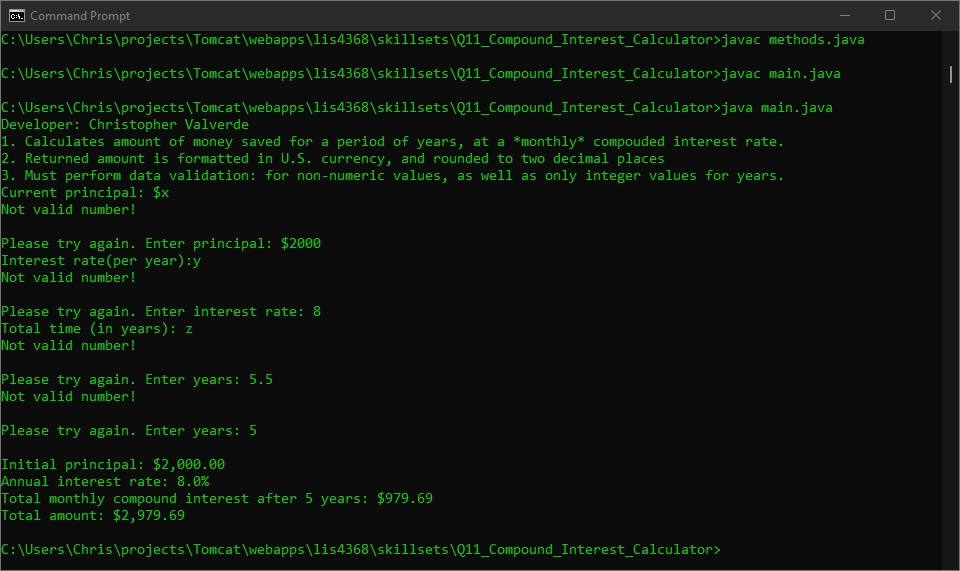 Command Prompt
C:\Users\Chris\projects\Tomcat\webapps\lis4368\skillsets\Q11_Compound_Interest_Calculator>javac methods.java
C:\Users\Chris\projects\Tomcat\webapps\lis4368\skillsets\Q11_Compound_Interest_Calculator>javac main.java
C:\Users\Chris\projects\Tomcat\webapps\lis4368\skillsets\Q11_Compound_Interest_Calculator>java main.java
Developer: Christopher Valverde
1. Calculates amount of money saved for a period of years, at a *monthly* compouded interest rate.
2. Returned amount is formatted in U.S. currency, and rounded to two decimal places
3. Must perform data validation: for non-numeric values, as well as only integer values for years.
Current principal: $x
Not valid number!
Please try again. Enter principal: $2000
Interest rate(per year):y
Not valid number!
Please try again. Enter interest rate: 8
Total time (in years): z
Not valid number!
Please try again. Enter years: 5.5
Not valid number!
Please try again. Enter years: 5
Initial principal: $2,000.00
Annual interest rate: 8.0%
Total monthly compound interest after 5 years: $979.69
Total amount: $2,979.69
C:\Users\Chris\projects\Tomcat\webapps\lis4368\skillsets\Q11_Compound_Interest_Calculator>